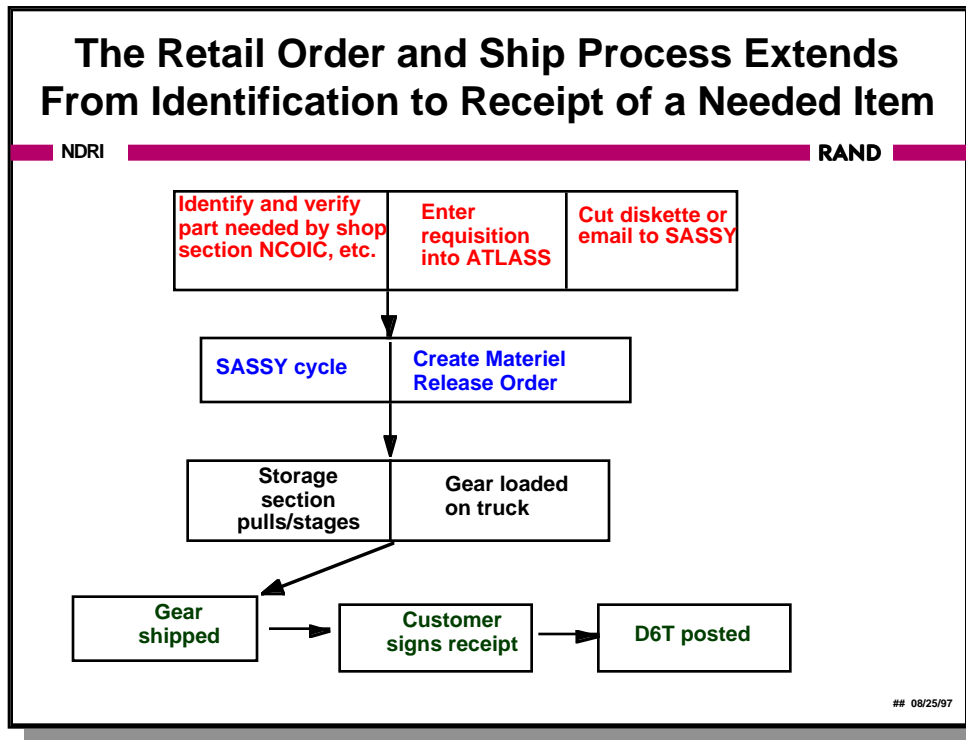 The Retail Order and Ship Process Extends
From Identification to Receipt of a Needed Item
NDRI
RAND
Identify and verify
part needed by shop
section NCOIC, etc.
Enter
requisition
into ATLASS
Cut diskette or
email to SASSY
SASSY cycle
Create Materiel
Release Order
Storage
section
pulls/stages
Gear loaded
on truck
Gear
shipped
Customer
signs receipt
D6T posted
## 08/25/97